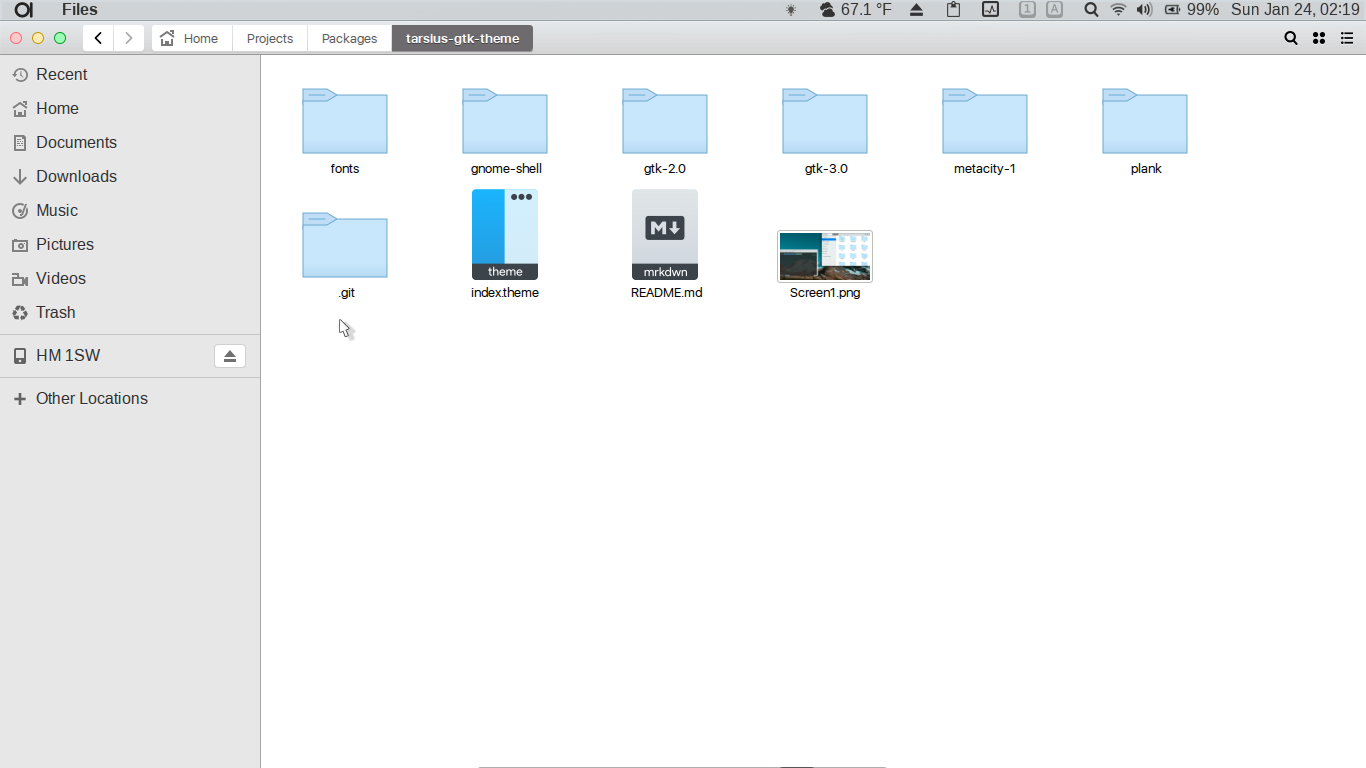 Files 67.1 °F 1 A 99% Sun Jan 24, 02:19
Home Projects Packages tarsius-gtk-theme
Recent
Home
Documents
Downloads
Music
Pictures
Videos
Trash
HM 1SW
Other Locations
fonts gnome-shell gtk-2.0 gtk-3.0 metacity-1 plank
theme mrkdwn
.git index.theme README.md Screen1.png